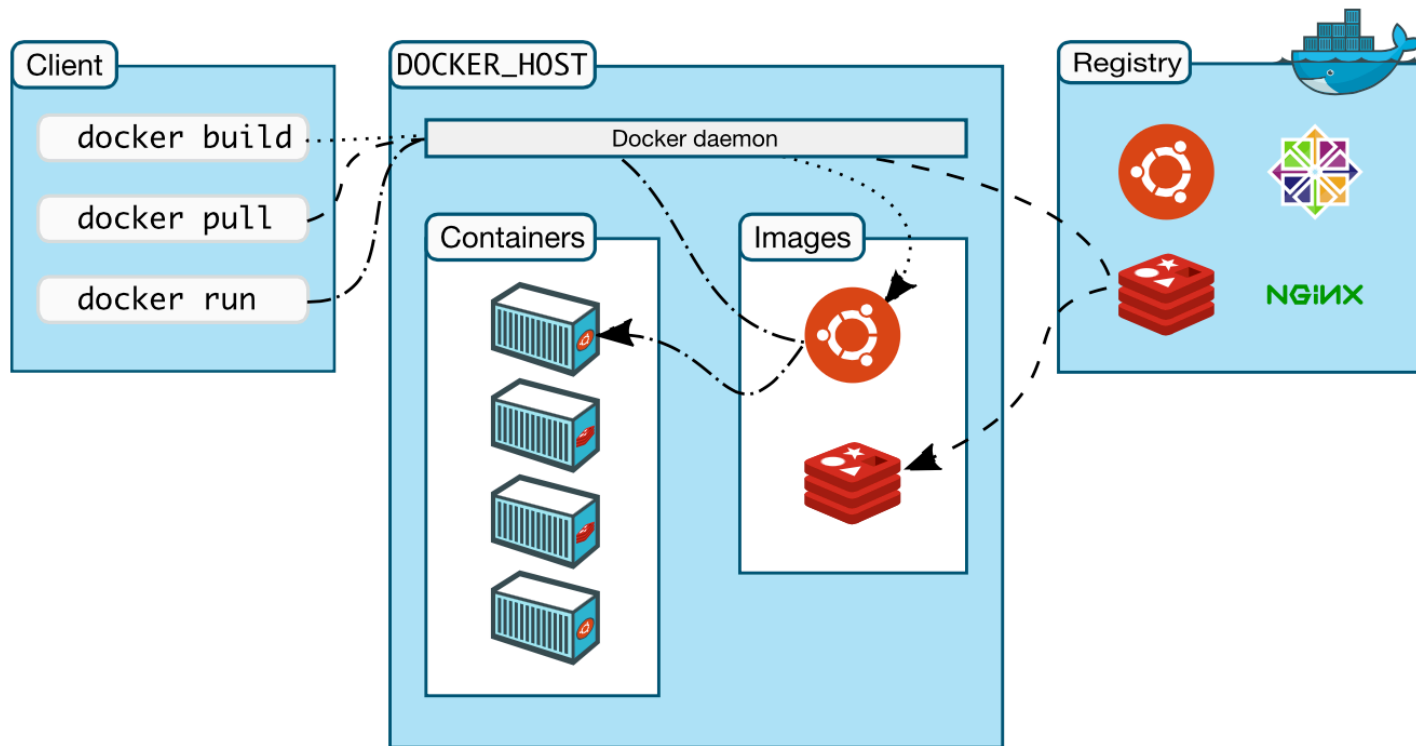 Client
docker build
docker pull
docker run
DOCKER_HOST
Docker daemon
Containers
Images
Registry
NGiNX